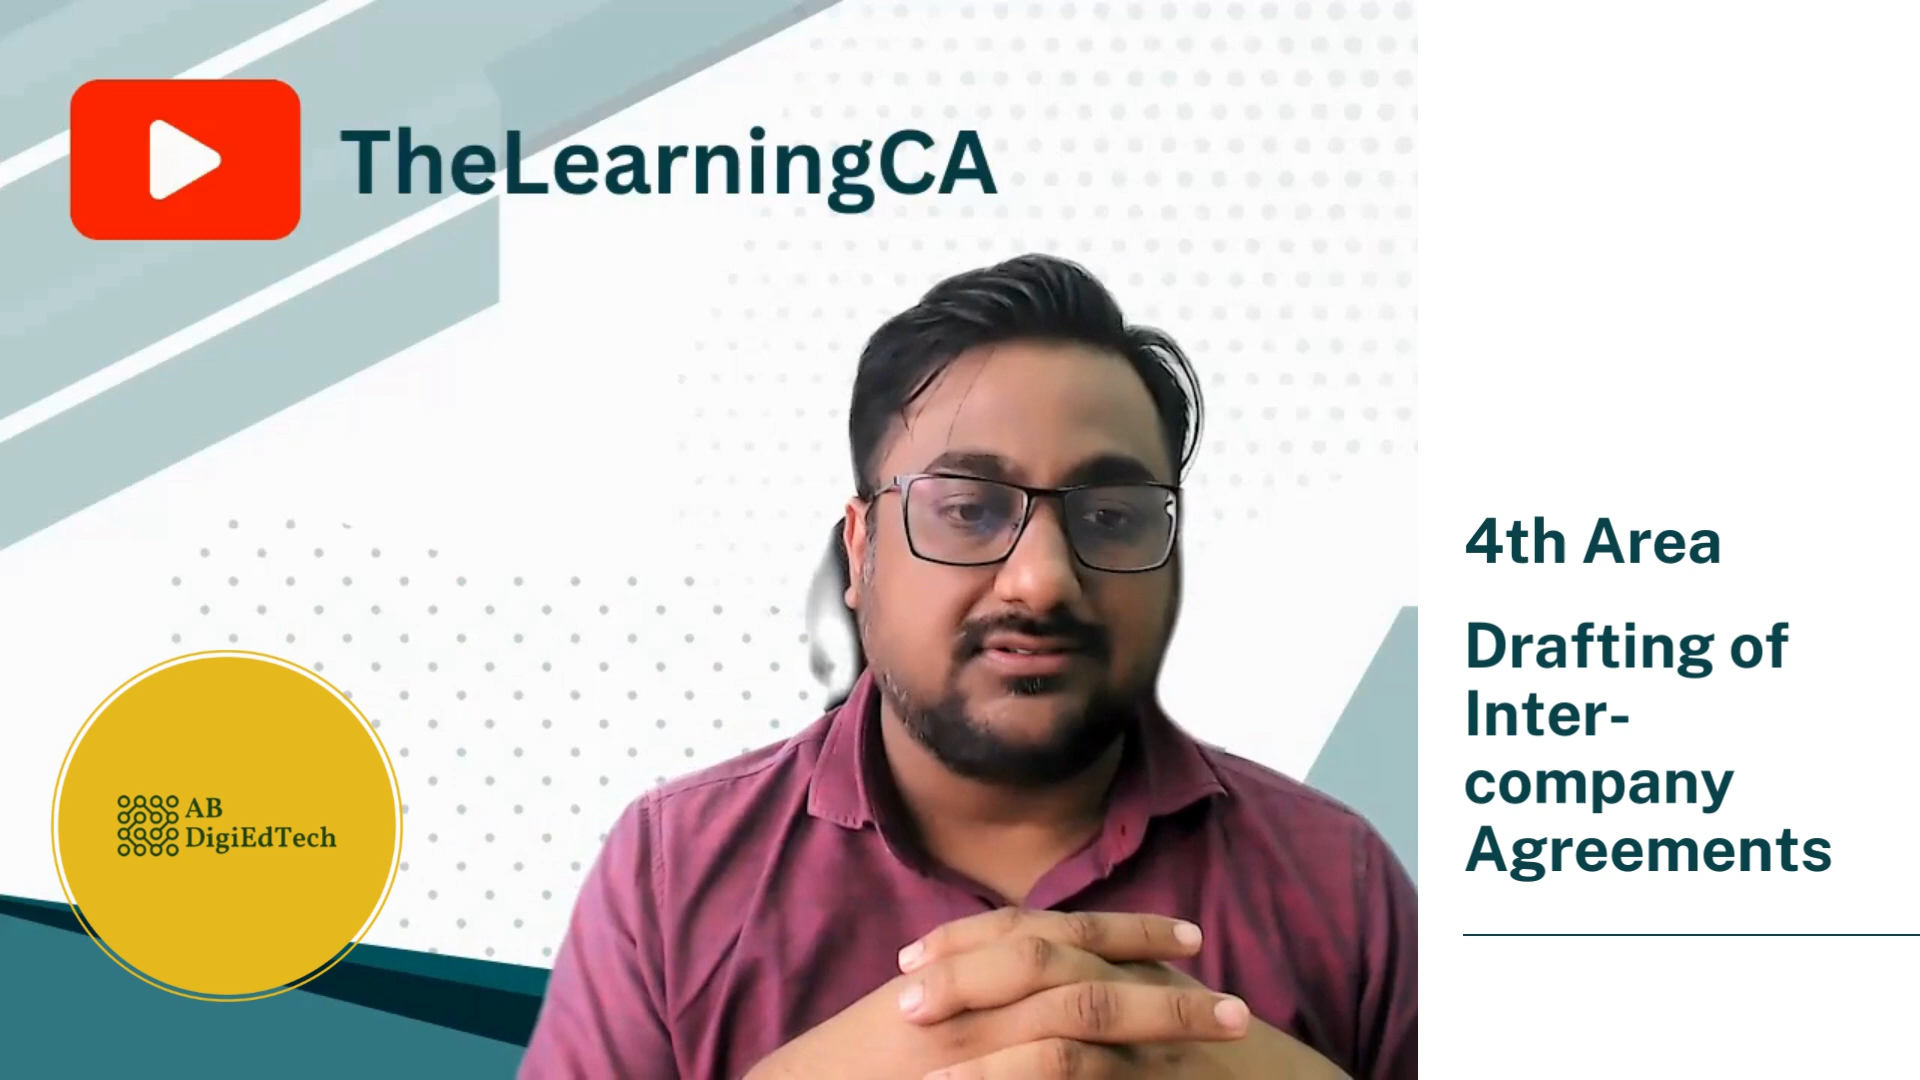 TheLearningCA
AB
DigiEdTech
4th Area
Drafting of
Inter-
company
Agreements